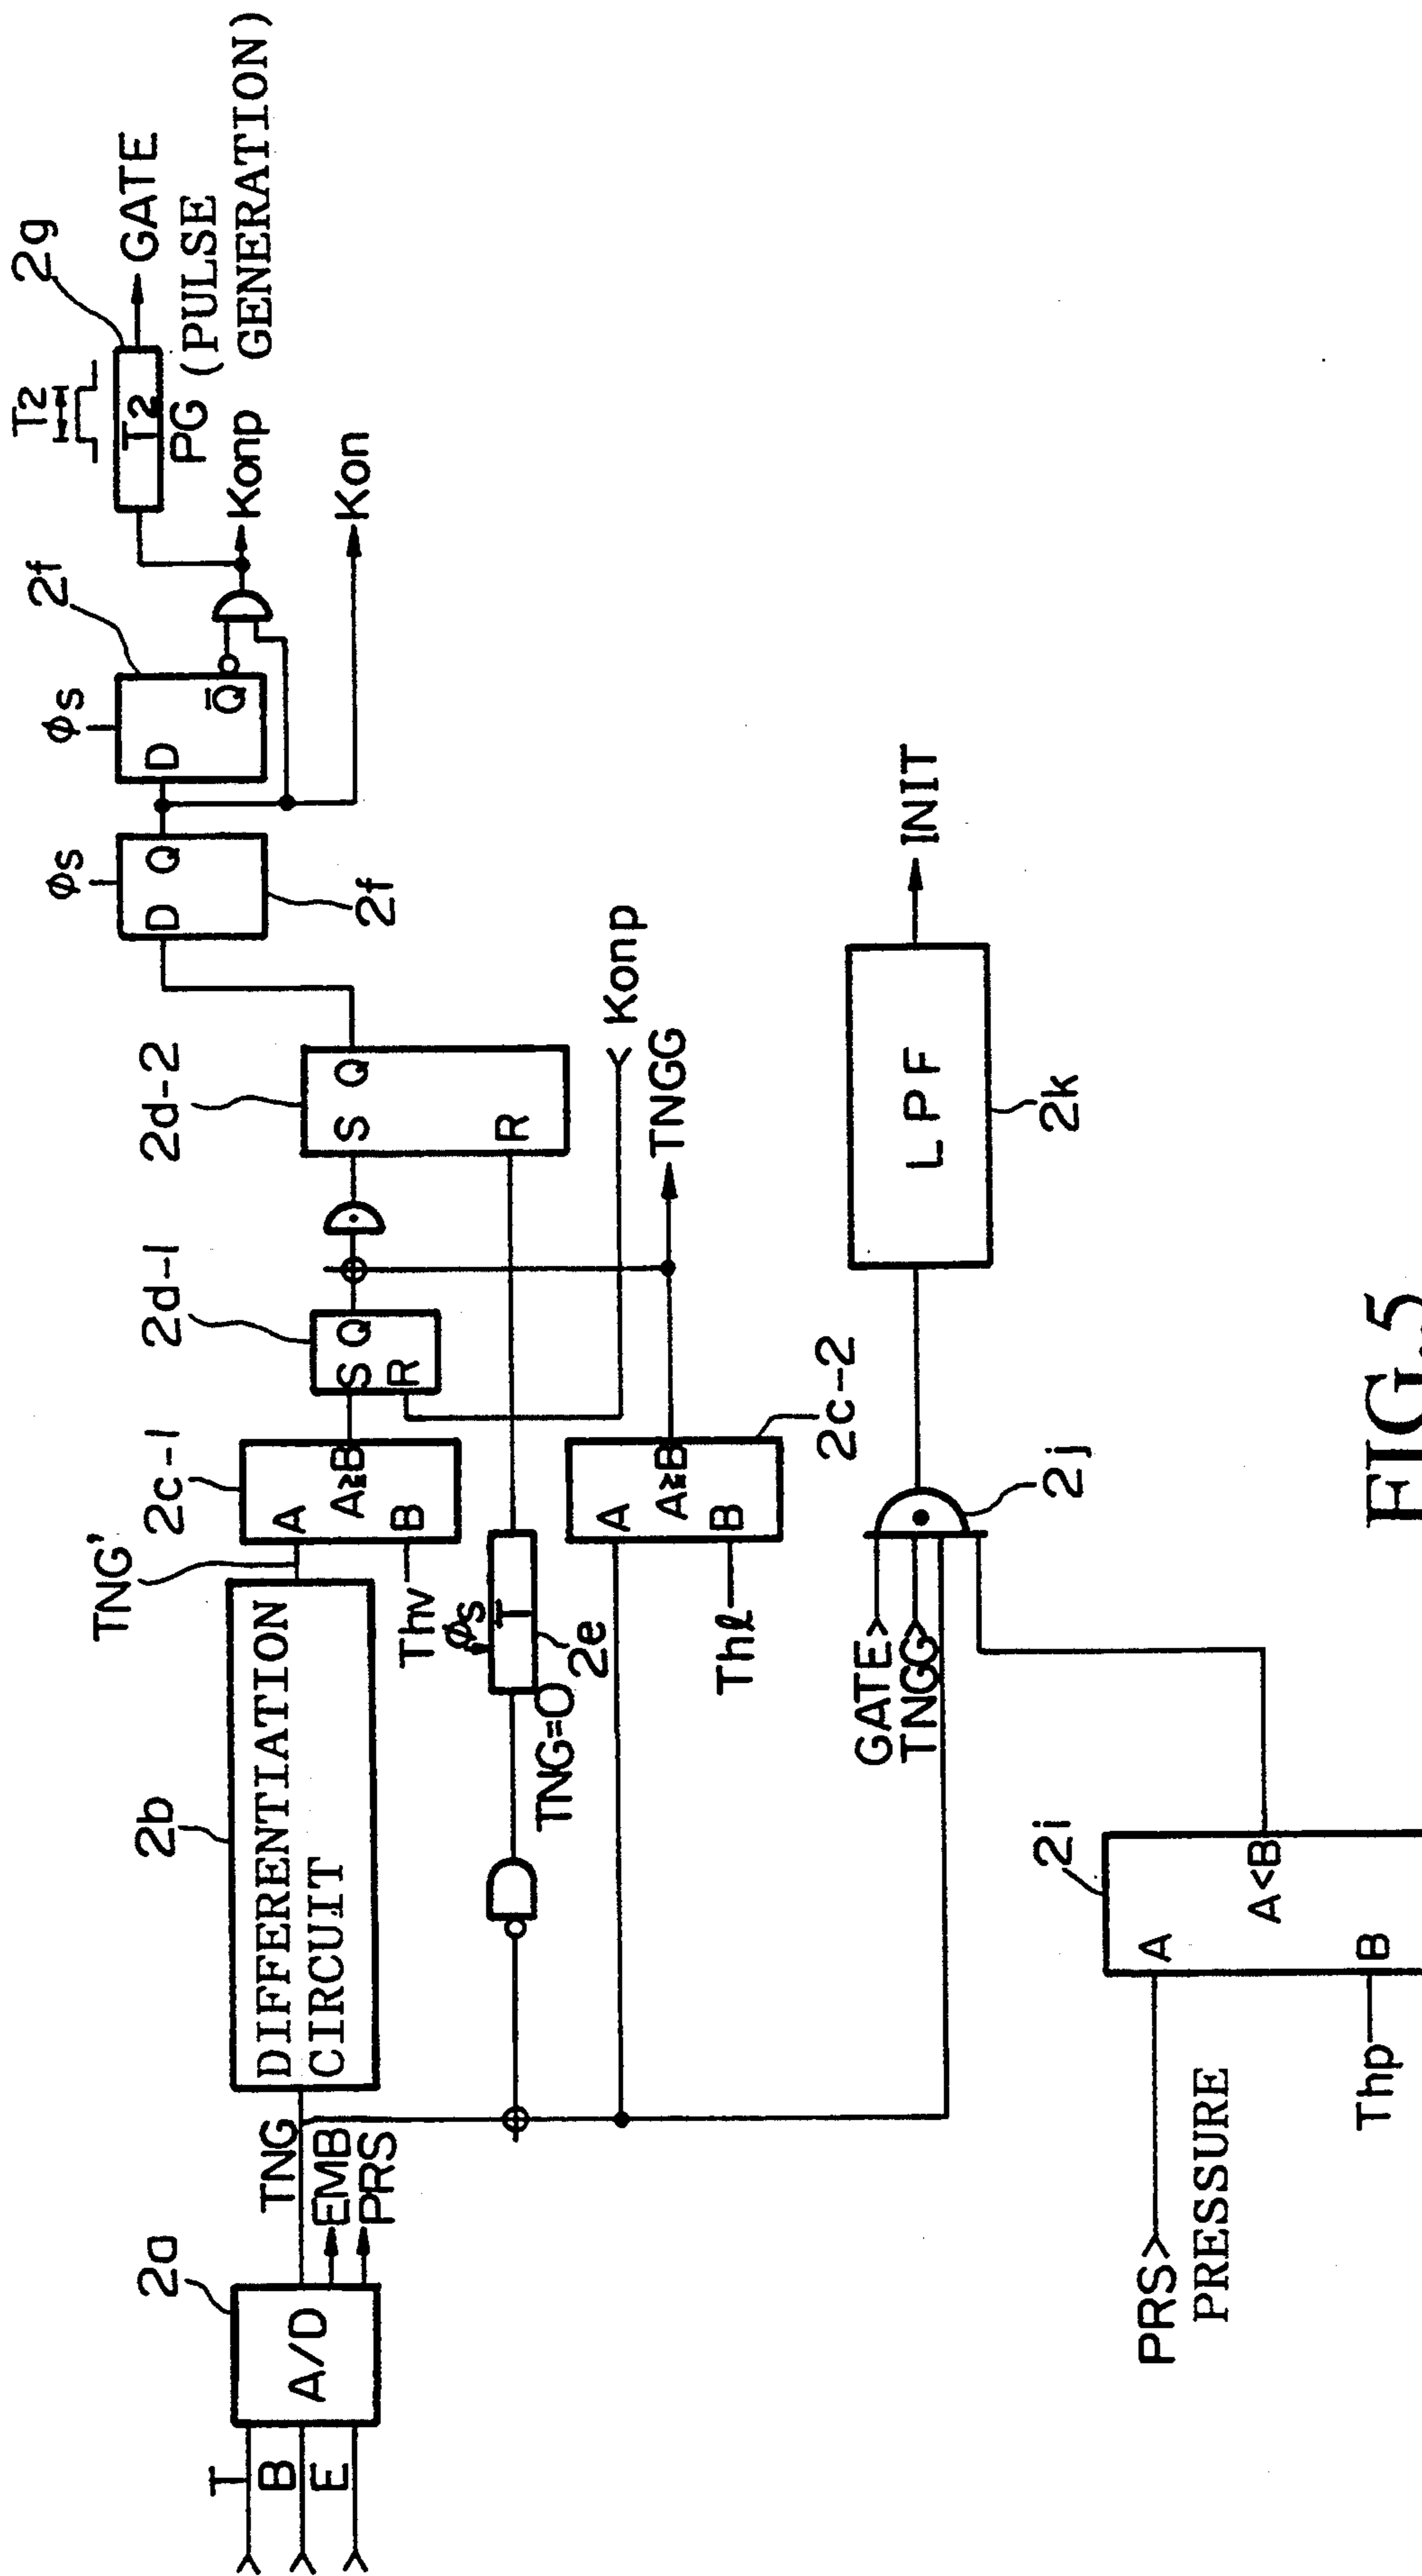 T
B
E
2a
A/D
TNG
EMB
PRS
2b
DIFFERENTIATION
CIRCUIT
TNG'
2c-1
A
A≧B
B
Thv
2d-1
S Q
R
2d-2
S Q
R
Konp
φs
T
2e
TNG=0
A
A≧B
B
Thℓ
2c-2
TNGG
φs
D Q
2f
φs
D
Q̅
2f
Konp
Kon
T2
T2
2g
GATE
PG (PULSE
GENERATION)
GATE
TNGG
2j
LPF
2k
INIT
PRS
PRESSURE
A
A<B
B
2i
Thp
FIG.5